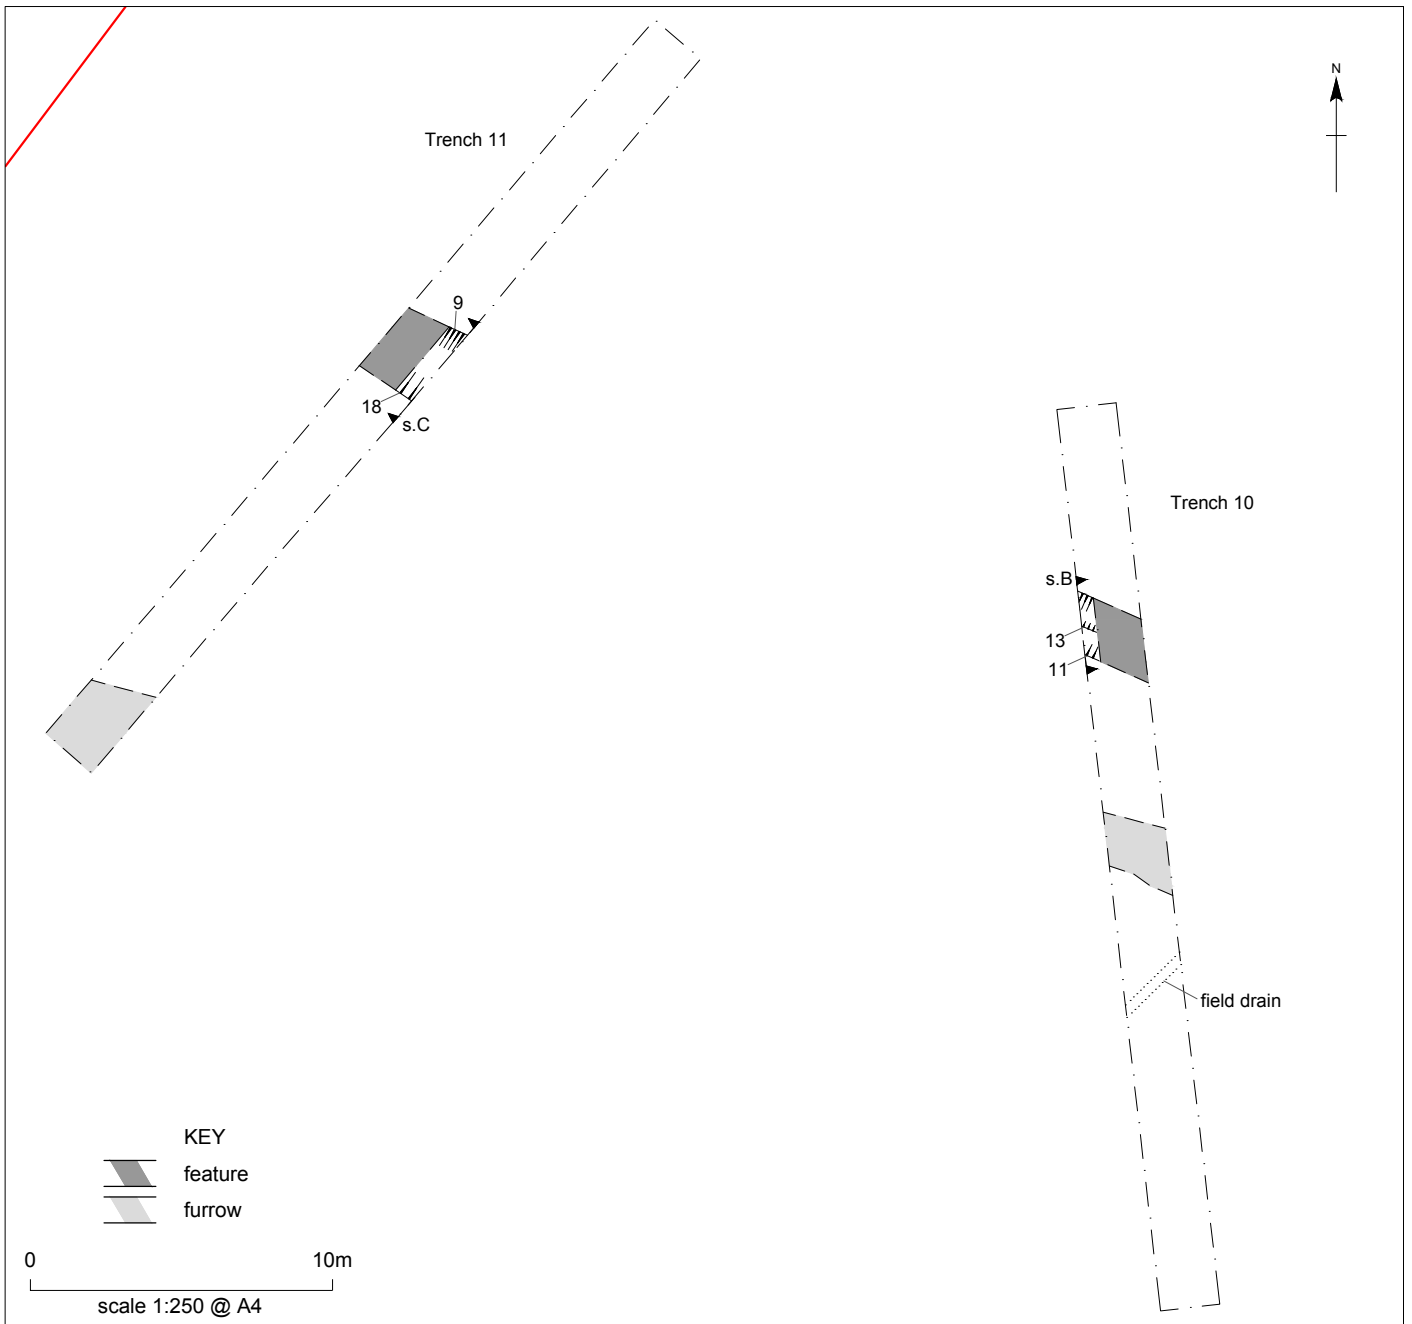 N
Trench 11
9
18
s.C
Trench 10
s.B
13
11
field drain
KEY
feature
furrow
0 10m
scale 1:250 @ A4